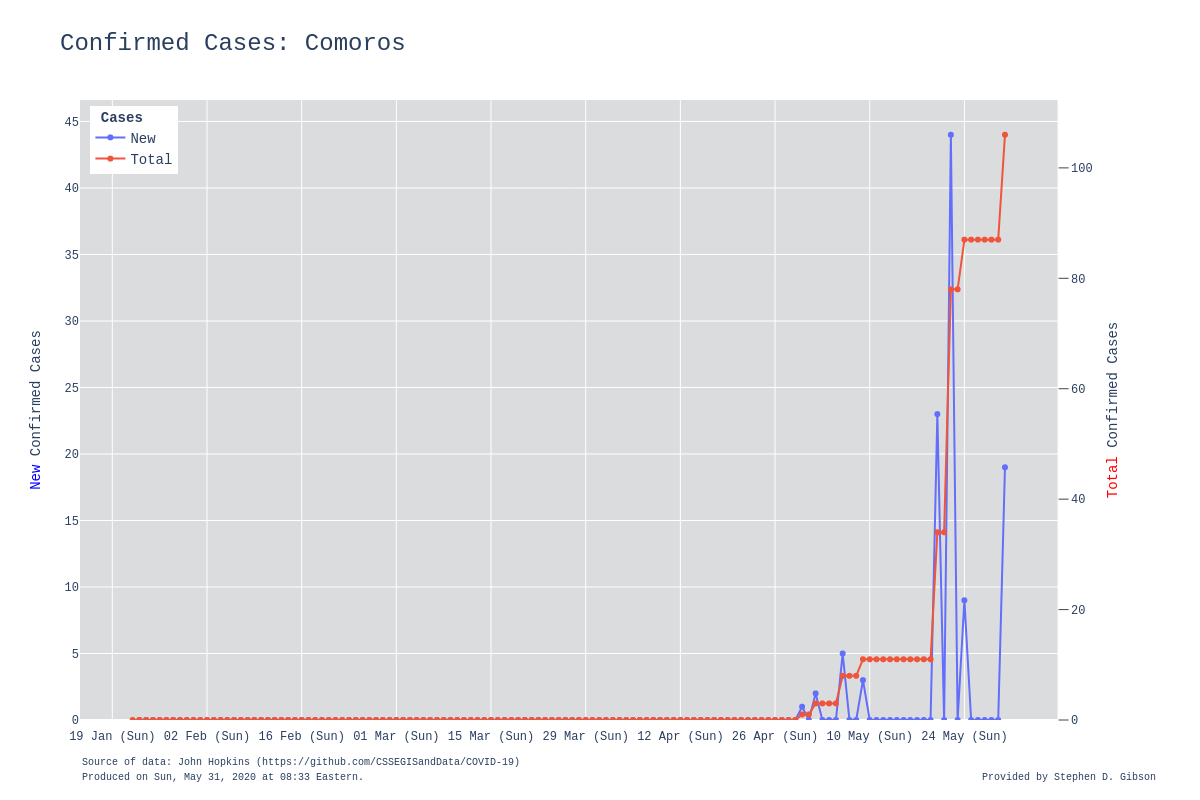 Confirmed Cases: Comoros
Cases
New
Total
45
40
35
30
25
20
15
10
5
0
100
80
60
40
20
0
New Confirmed Cases
Total Confirmed Cases
19 Jan (Sun) 02 Feb (Sun) 16 Feb (Sun) 01 Mar (Sun) 15 Mar (Sun) 29 Mar (Sun) 12 Apr (Sun) 26 Apr (Sun) 10 May (Sun) 24 May (Sun)
Source of data: John Hopkins (https://github.com/CSSEGISandData/COVID-19)
Produced on Sun, May 31, 2020 at 08:33 Eastern.
Provided by Stephen D. Gibson